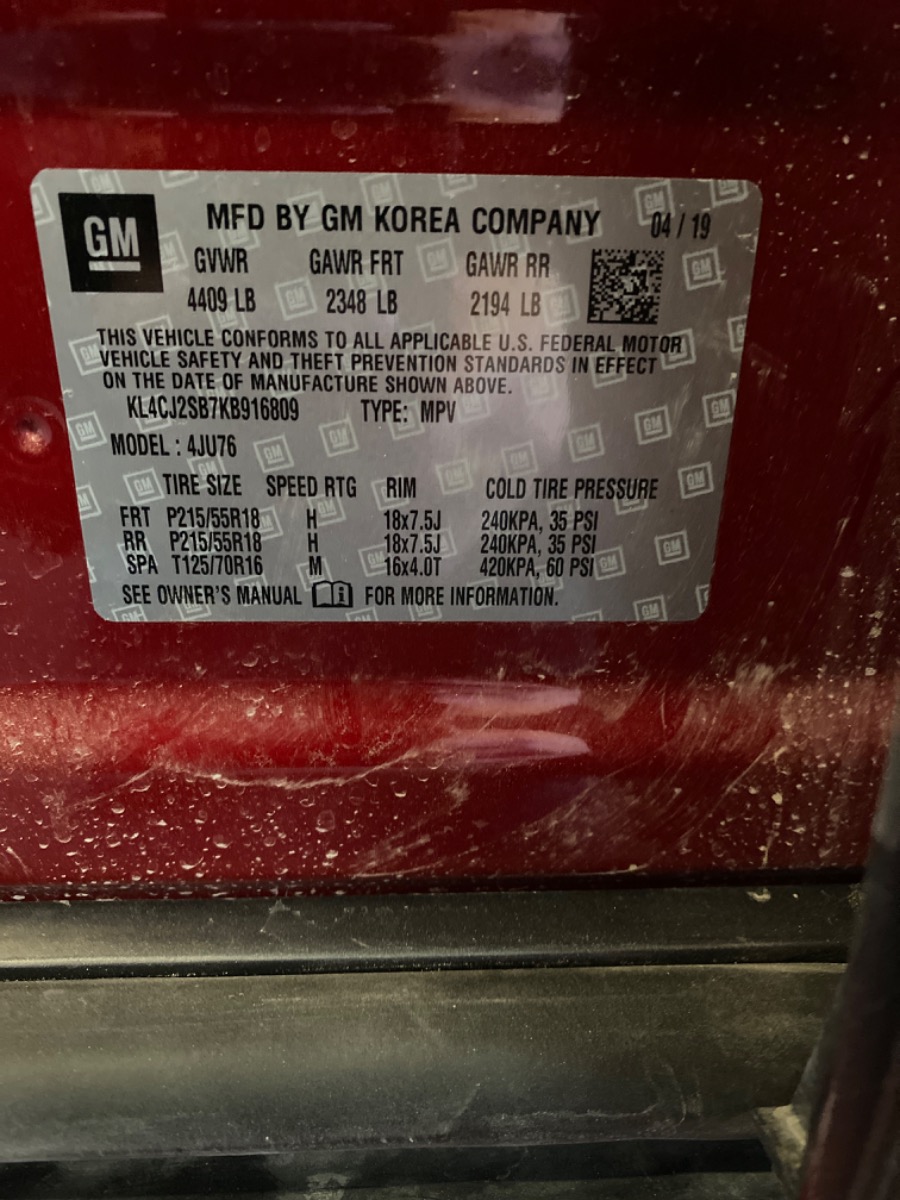 GM
MFD BY GM KOREA COMPANY 04 / 19
GVWR GAWR FRT GAWR RR
4409 LB 2348 LB 2194 LB
THIS VEHICLE CONFORMS TO ALL APPLICABLE U.S. FEDERAL MOTOR
VEHICLE SAFETY AND THEFT PREVENTION STANDARDS IN EFFECT
ON THE DATE OF MANUFACTURE SHOWN ABOVE.
KL4CJ2SB7KB916809 TYPE: MPV
MODEL : 4JU76
TIRE SIZE SPEED RTG RIM COLD TIRE PRESSURE
FRT P215/55R18 H 18x7.5J 240KPA, 35 PSI
RR P215/55R18 H 18x7.5J 240KPA, 35 PSI
SPA T125/70R16 M 16x4.0T 420KPA, 60 PSI
SEE OWNER'S MANUAL i FOR MORE INFORMATION.